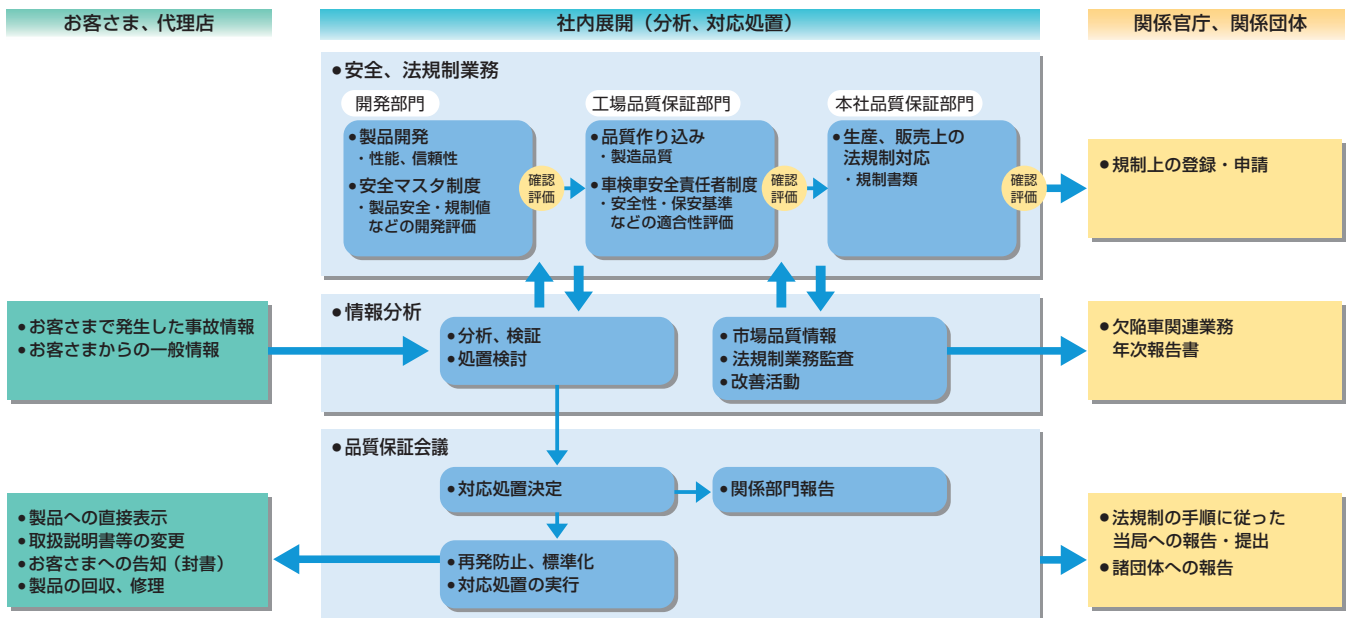 お客さま、代理店
社内展開（分析、対応処置）
関係官庁、関係団体
●安全、法規制業務
開発部門
●製品開発
・性能、信頼性
●安全マスタ制度
・製品安全・規制値
などの開発評価
確認
評価
工場品質保証部門
●品質作り込み
・製造品質
●車検車安全責任者制度
・安全性・保安基準
などの適合性評価
確認
評価
本社品質保証部門
●生産、販売上の
法規制対応
・規制書類
確認
評価
●規制上の登録・申請
●お客さまで発生した事故情報
●お客さまからの一般情報
●情報分析
●分析、検証
●処置検討
●市場品質情報
●法規制業務監査
●改善活動
●欠陥車関連業務
年次報告書
●品質保証会議
●対応処置決定
●関係部門報告
●再発防止、標準化
●対応処置の実行
●製品への直接表示
●取扱説明書等の変更
●お客さまへの告知（封書）
●製品の回収、修理
●法規制の手順に従った
当局への報告・提出
●諸団体への報告